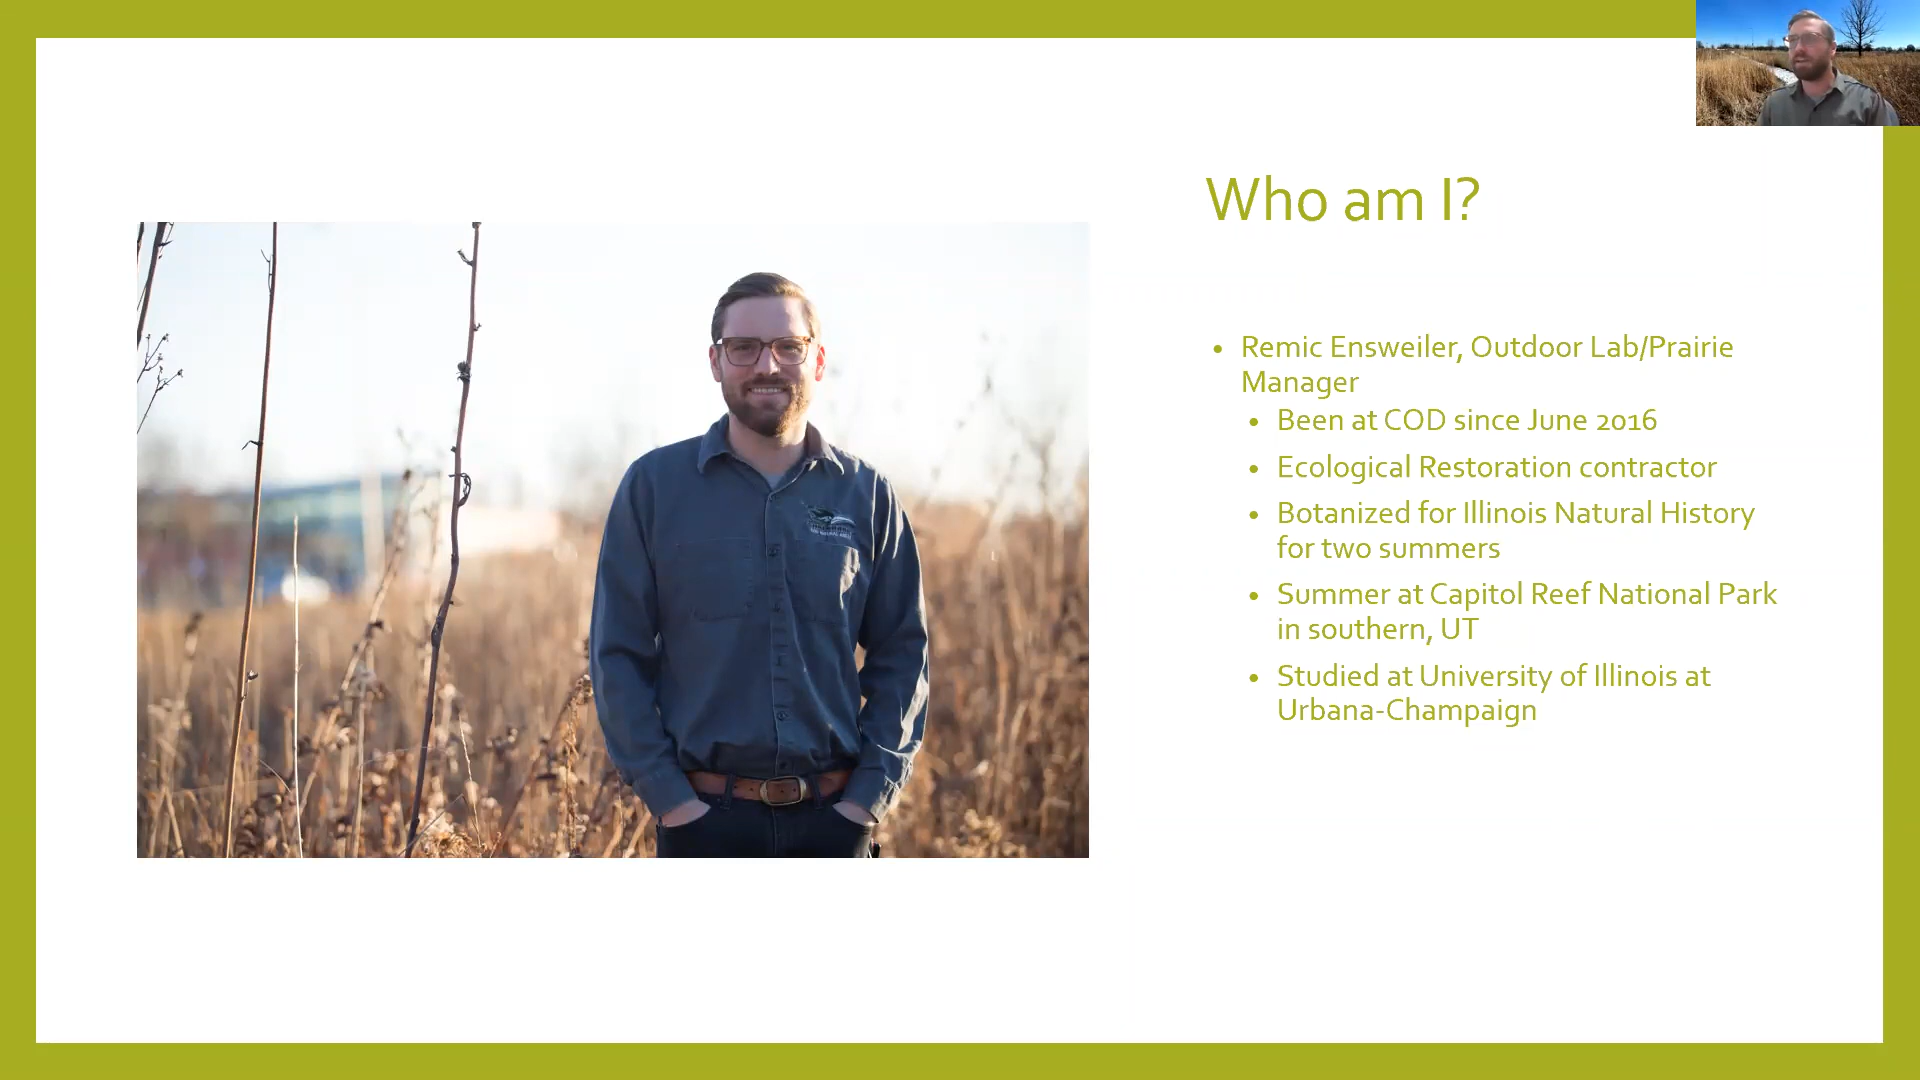 Who am I?
Remic Ensweiler, Outdoor Lab/Prairie
Manager
Been at COD since June 2016
Ecological Restoration contractor
Botanized for Illinois Natural History
for two summers
Summer at Capitol Reef National Park
in southern, UT
Studied at University of Illinois at
Urbana-Champaign